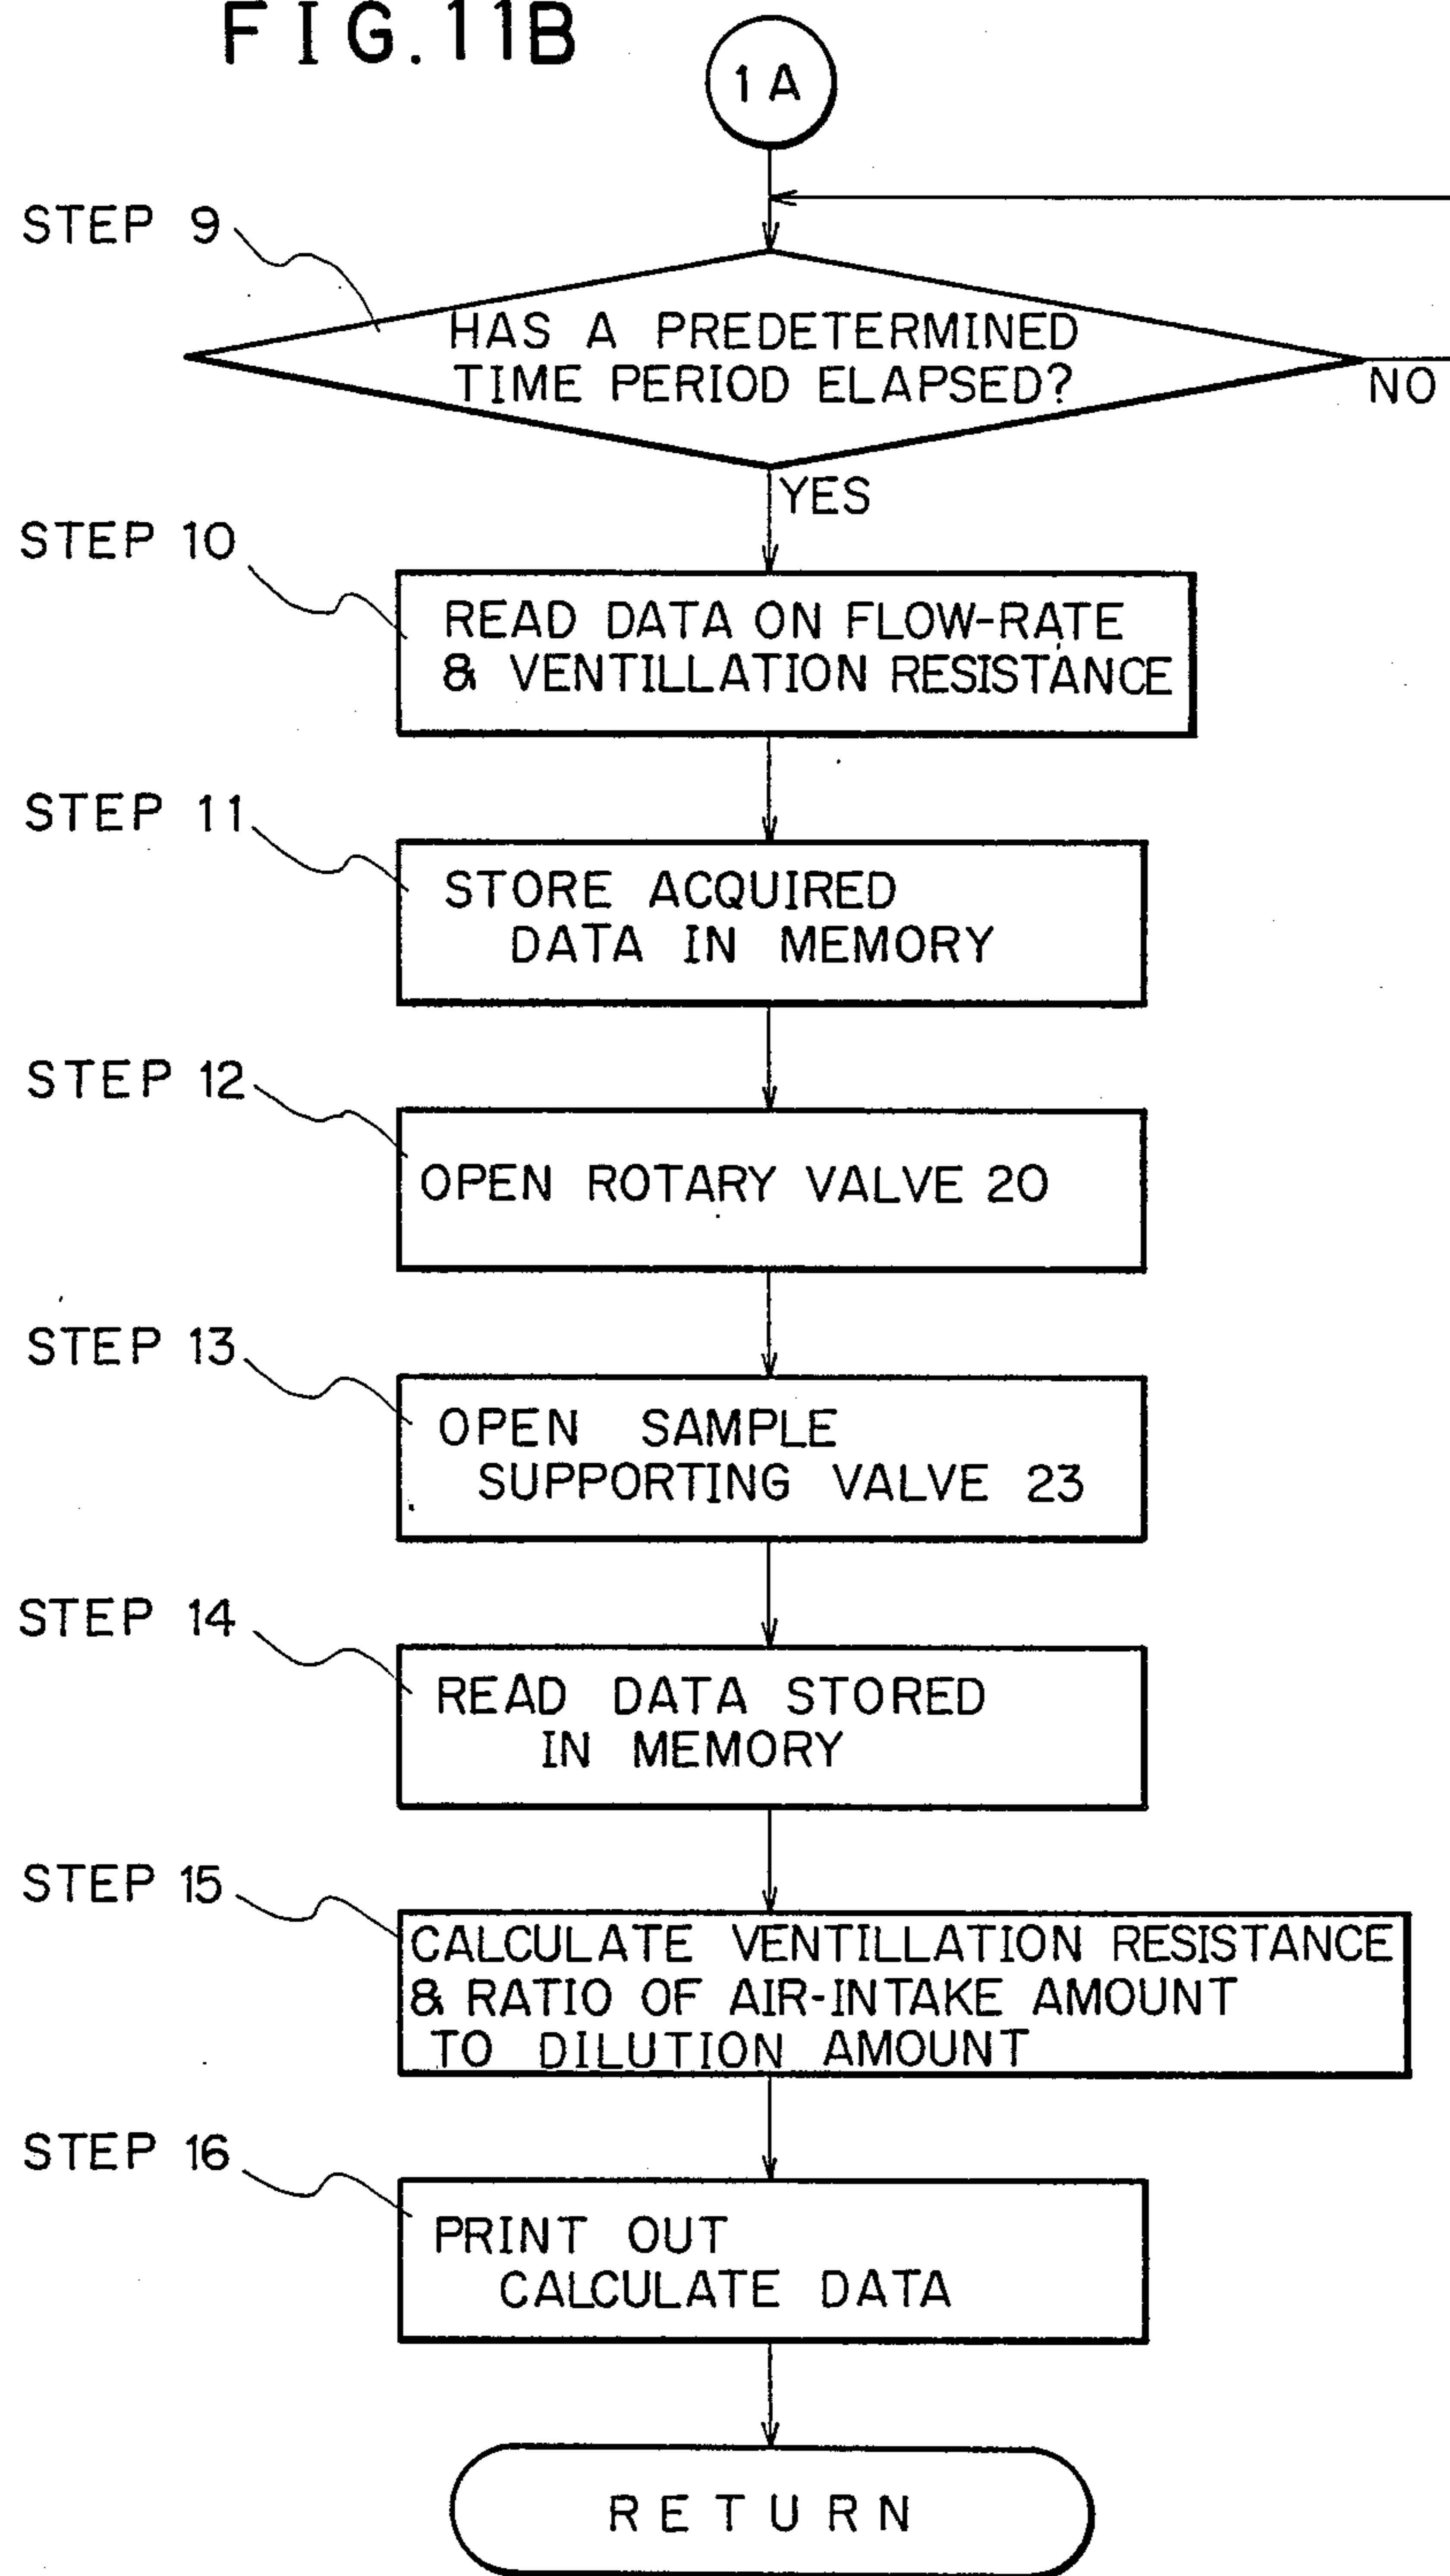 FIG.11B
1A
STEP 9
HAS A PREDETERMINED
TIME PERIOD ELAPSED?
NO
YES
STEP 10
READ DATA ON FLOW-RATE
& VENTILLATION RESISTANCE
STEP 11
STORE ACQUIRED
DATA IN MEMORY
STEP 12
OPEN ROTARY VALVE 20
STEP 13
OPEN SAMPLE
SUPPORTING VALVE 23
STEP 14
READ DATA STORED
IN MEMORY
STEP 15
CALCULATE VENTILLATION RESISTANCE
& RATIO OF AIR-INTAKE AMOUNT
TO DILUTION AMOUNT
STEP 16
PRINT OUT
CALCULATE DATA
RETURN